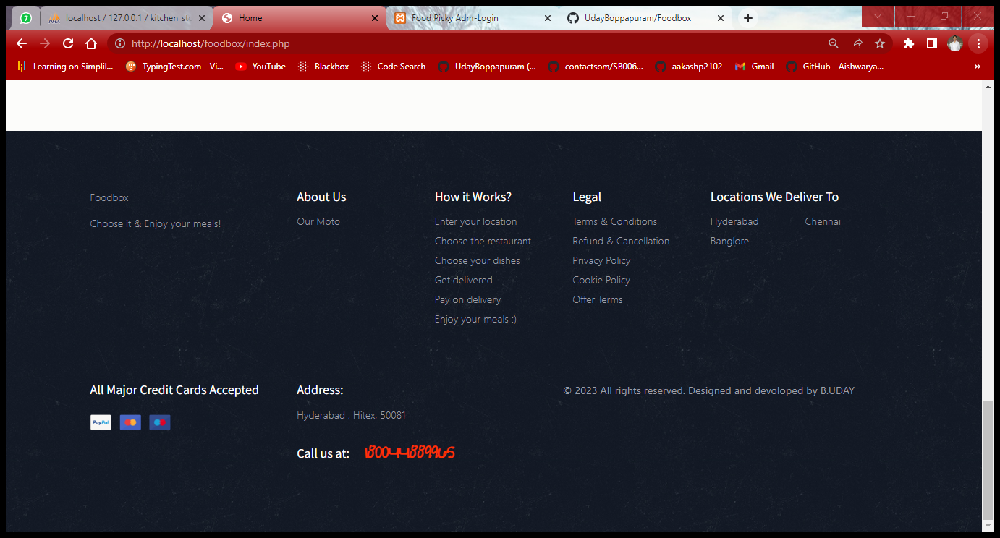 7
PMA localhost / 127.0.0.1 / kitchen_sto
Home
Food Picky Adm-Login
UdayBoppapuram/Foodbox
http://localhost/foodbox/index.php
Learning on Simplil...
TypingTest.com - Vi...
YouTube
Blackbox
Code Search
UdayBoppapuram (...
contactsom/SB006...
aakashp2102
Gmail
GitHub - Aishwarya...
Foodbox
Choose it & Enjoy your meals!
About Us
Our Moto
How it Works?
Enter your location
Choose the restaurant
Choose your dishes
Get delivered
Pay on delivery
Enjoy your meals :)
Legal
Terms & Conditions
Refund & Cancellation
Privacy Policy
Cookie Policy
Offer Terms
Locations We Deliver To
Hyderabad Chennai
Banglore
All Major Credit Cards Accepted
PayPal
Address:
Hyderabad , Hitex, 50081
Call us at: 180044889965
© 2023 All rights reserved. Designed and devoloped by B.UDAY